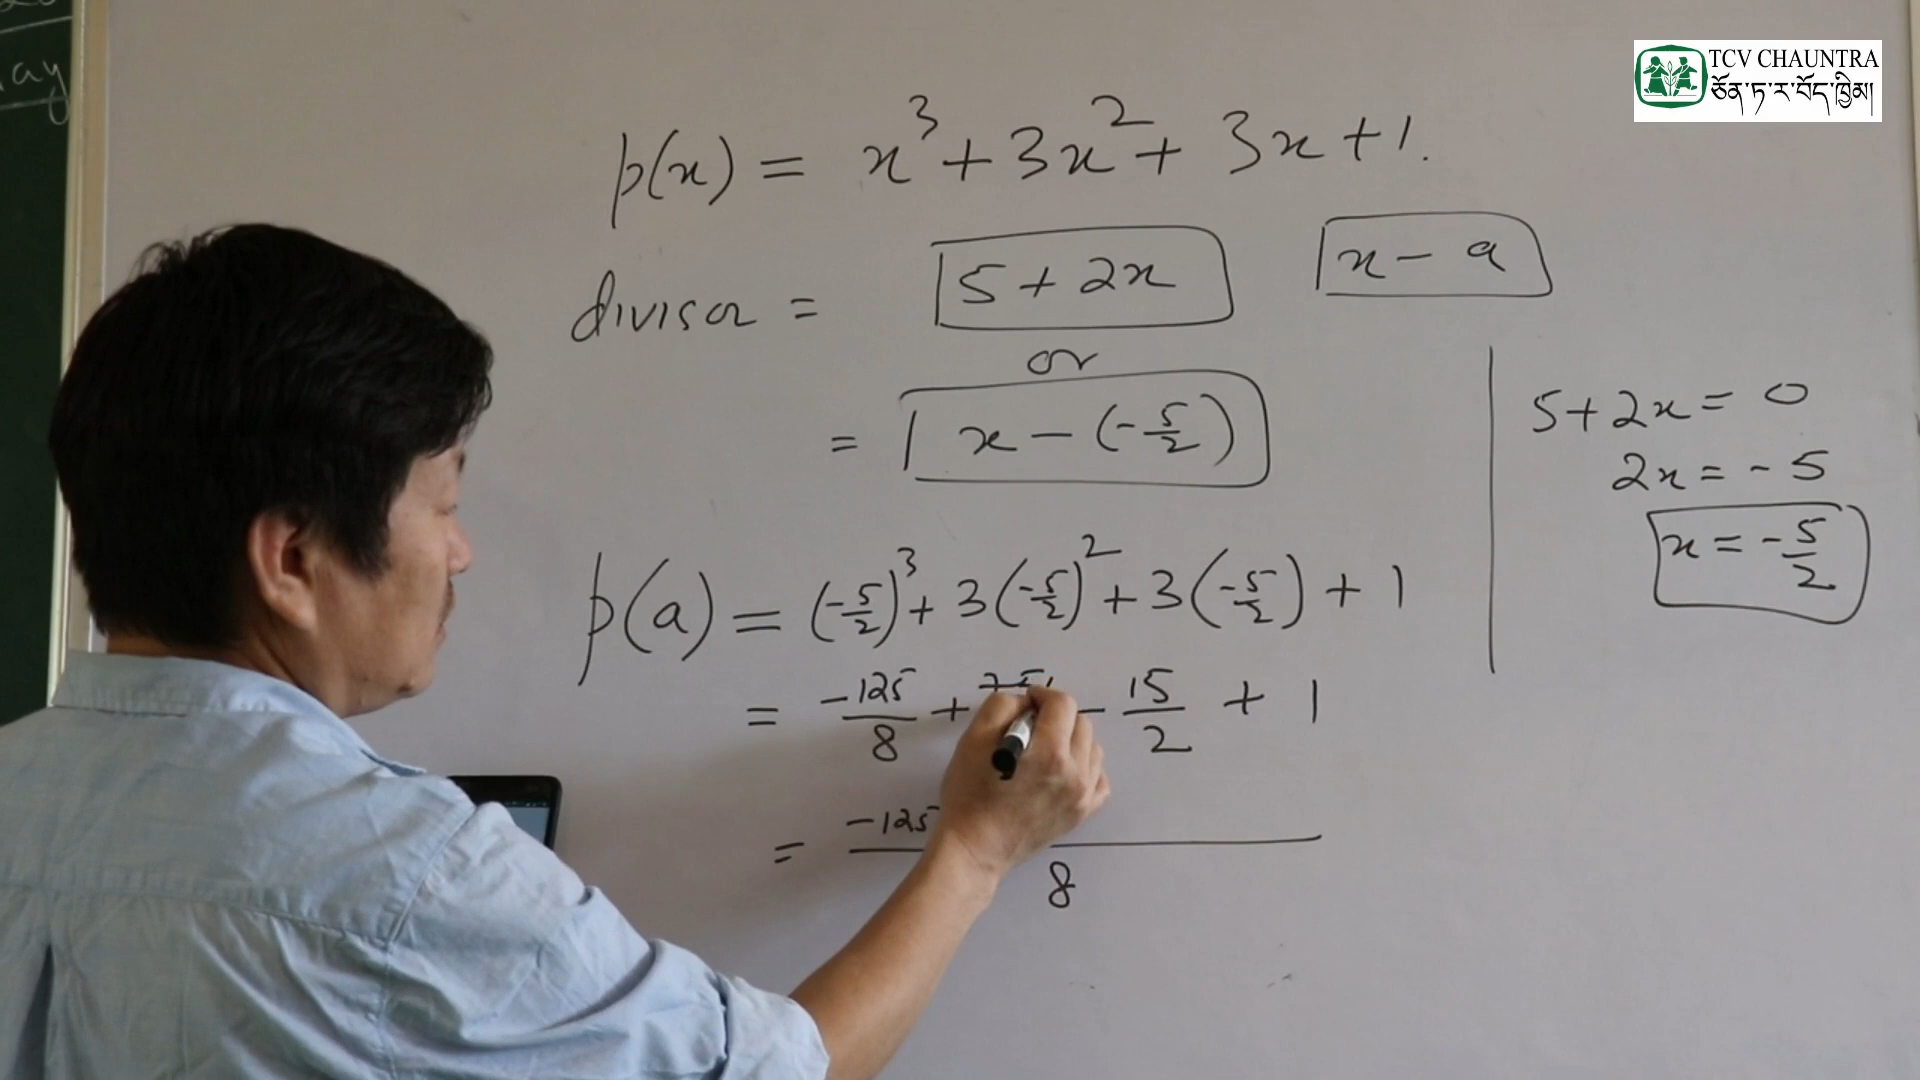 ay
TCV CHAUNTRA
ཅོན་ཏ་ར་བོད་ཁྱིམ།
p(x) = x³ + 3x² + 3x + 1.
divisor = 5 + 2x    x - a
or
= x - (-5/2)
5 + 2x = 0
2x = -5
x = -5/2
p(a) = (-5/2)³ + 3(-5/2)² + 3(-5/2) + 1
= -125/8 + - 15/2 + 1
= -125 / 8